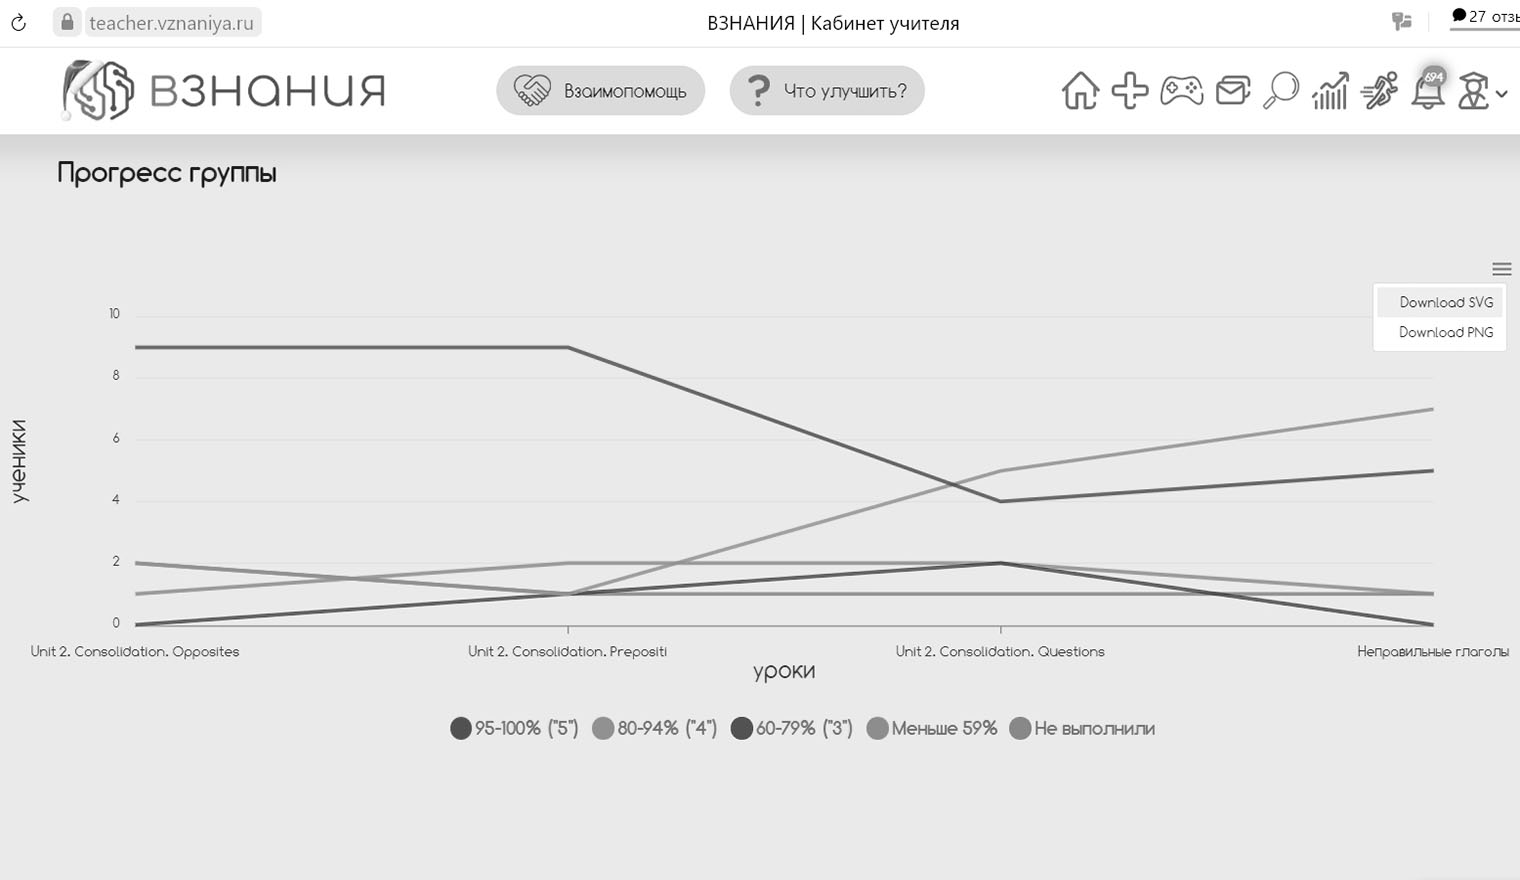 teacher.vznaniya.ru
ВЗНАНИЯ | Кабинет учителя
27 отзы
ВЗНАНИЯ
Взаимопомощь
Что улучшить?
694
Прогресс группы
Download SVG
Download PNG
10
8
6
4
2
0
ученики
Unit 2. Consolidation. Opposites
Unit 2. Consolidation. Prepositi
Unit 2. Consolidation. Questions
Неправильные глаголы
уроки
95-100% ("5")
80-94% ("4")
60-79% ("3")
Меньше 59%
Не выполнили